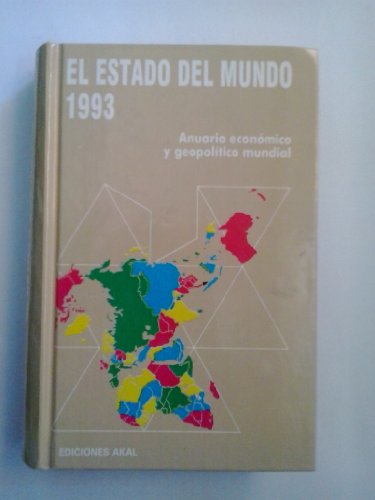 EL ESTADO DEL MUNDO
1993
Anuario económico
y geopolítico mundial
EDICIONES AKAL